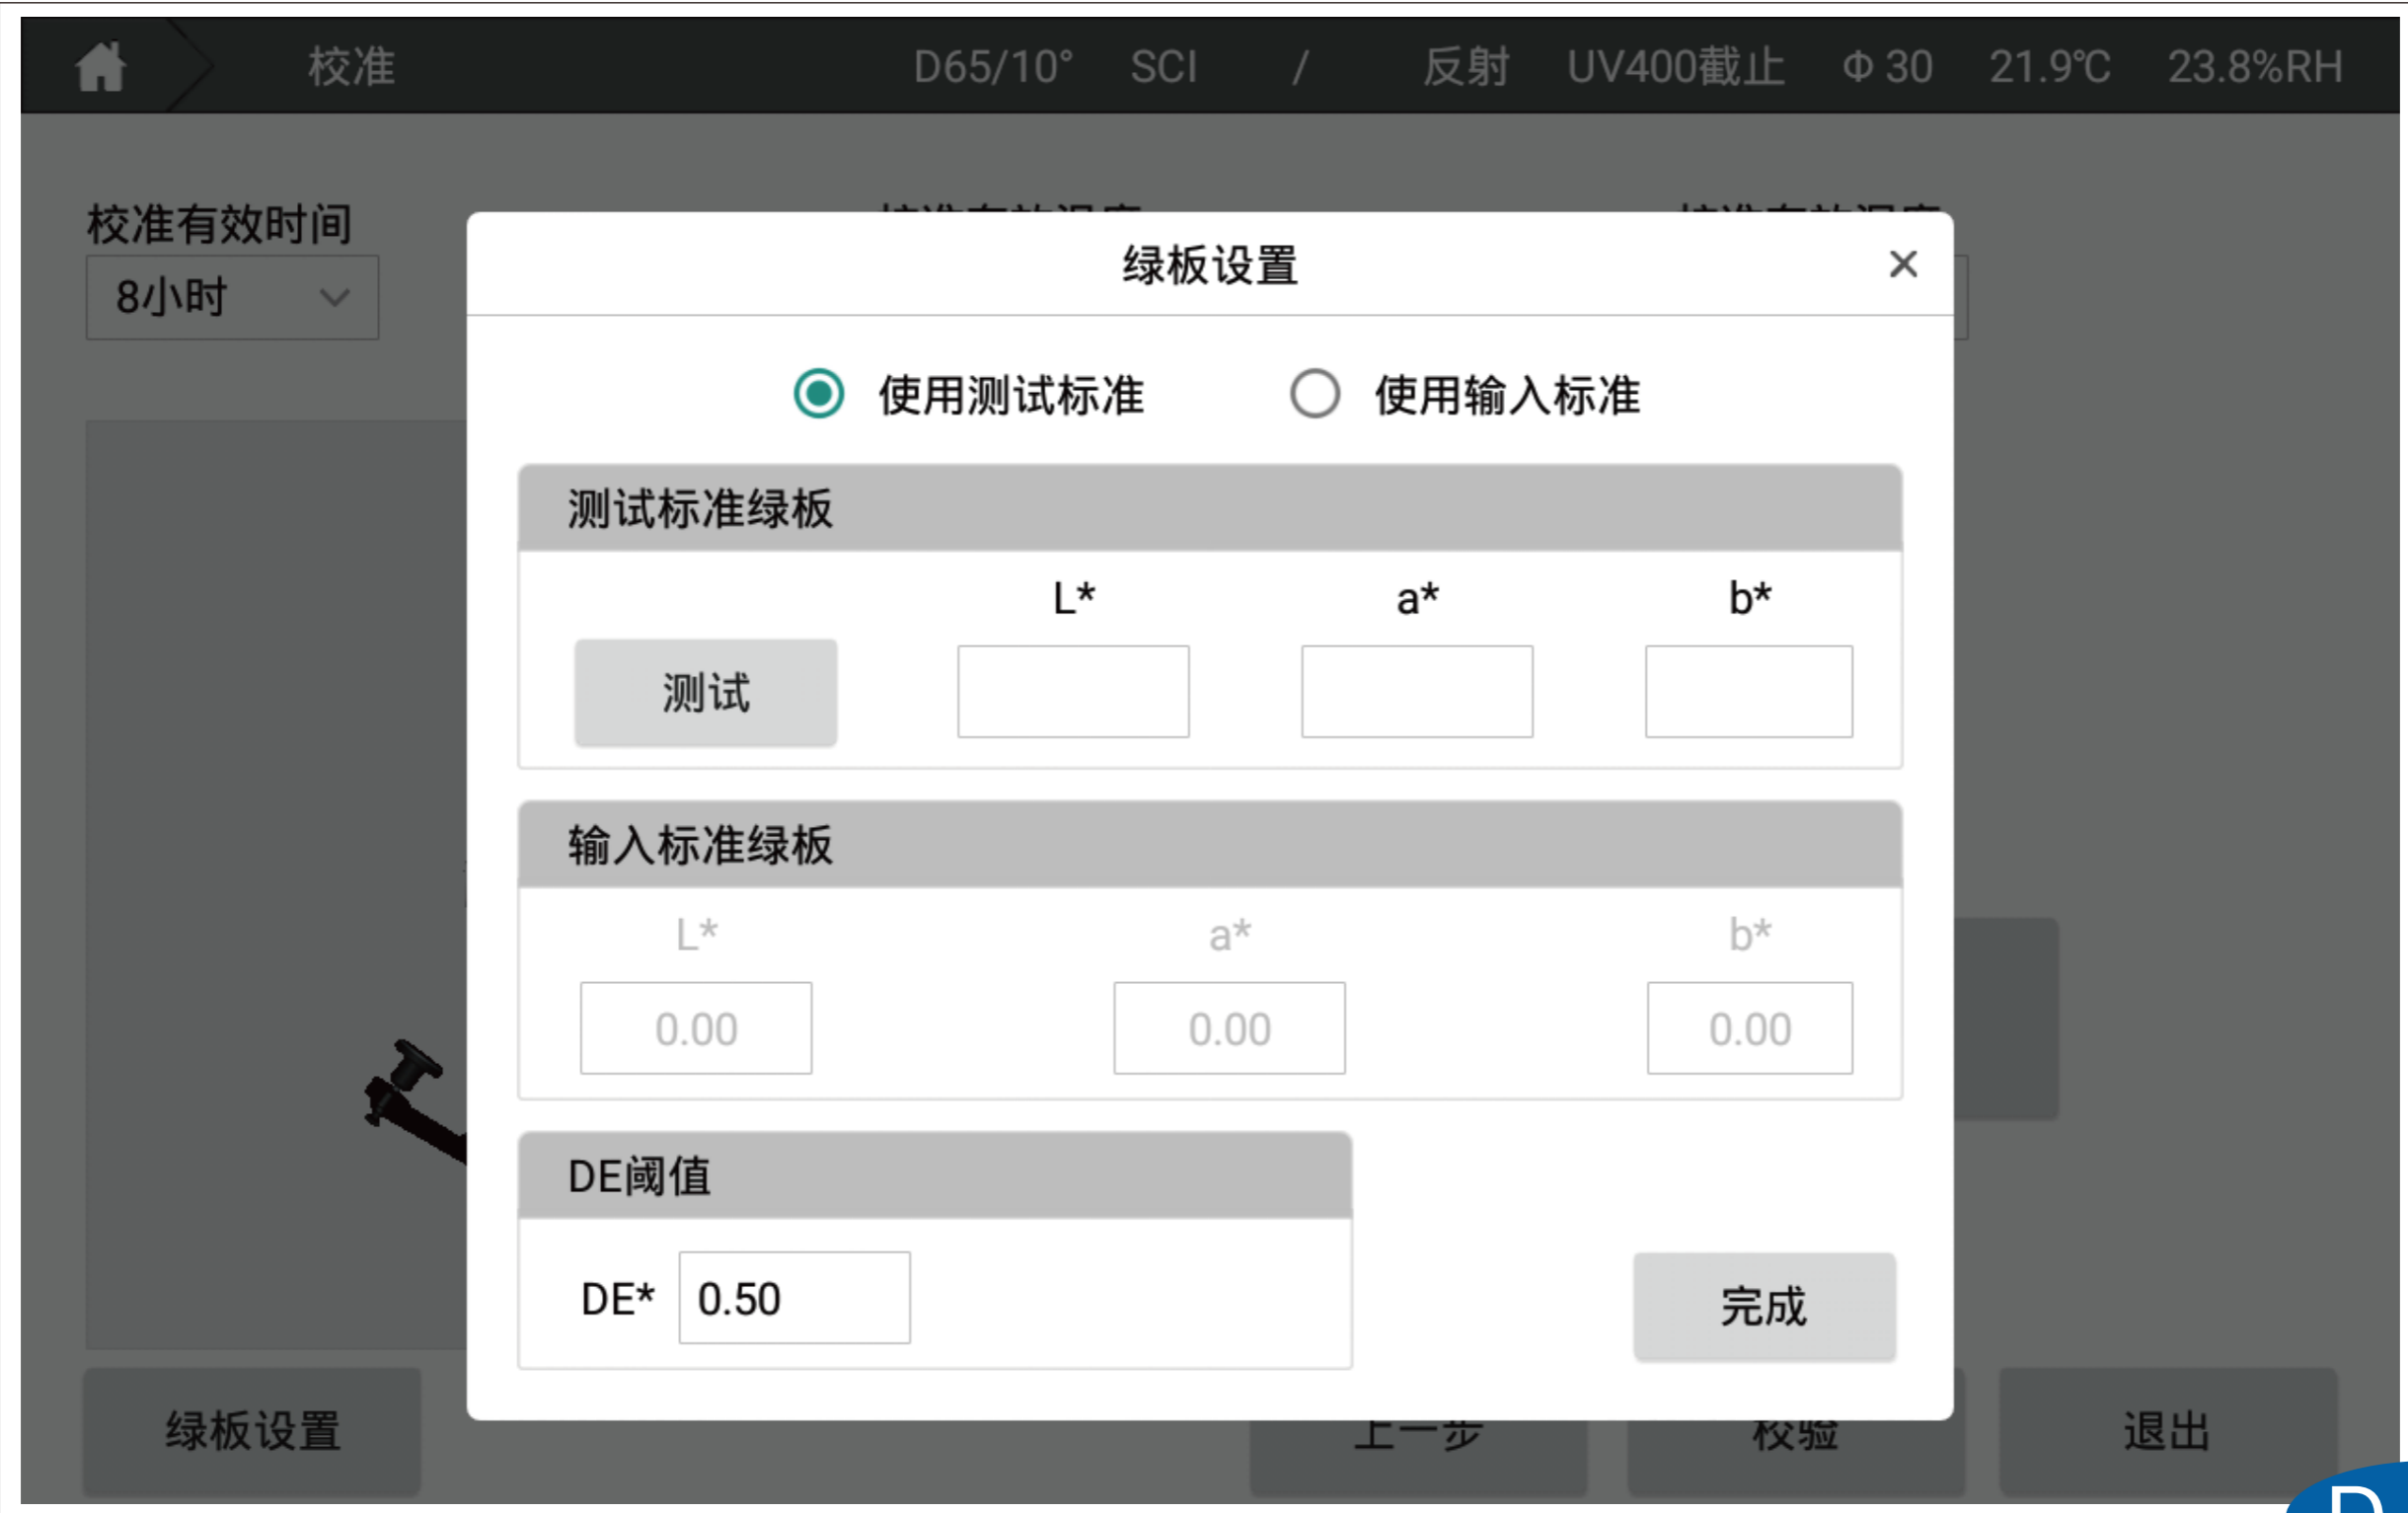 校准 D65/10° SCI / 反射 UV400截止 Φ 30 21.9℃ 23.8%RH
校准有效时间
8小时
绿板设置
使用测试标准 使用输入标准
测试标准绿板
L* a* b*
测试
输入标准绿板
L* a* b*
0.00 0.00 0.00
DE阈值
DE* 0.50
完成
绿板设置 上一步 校验 退出